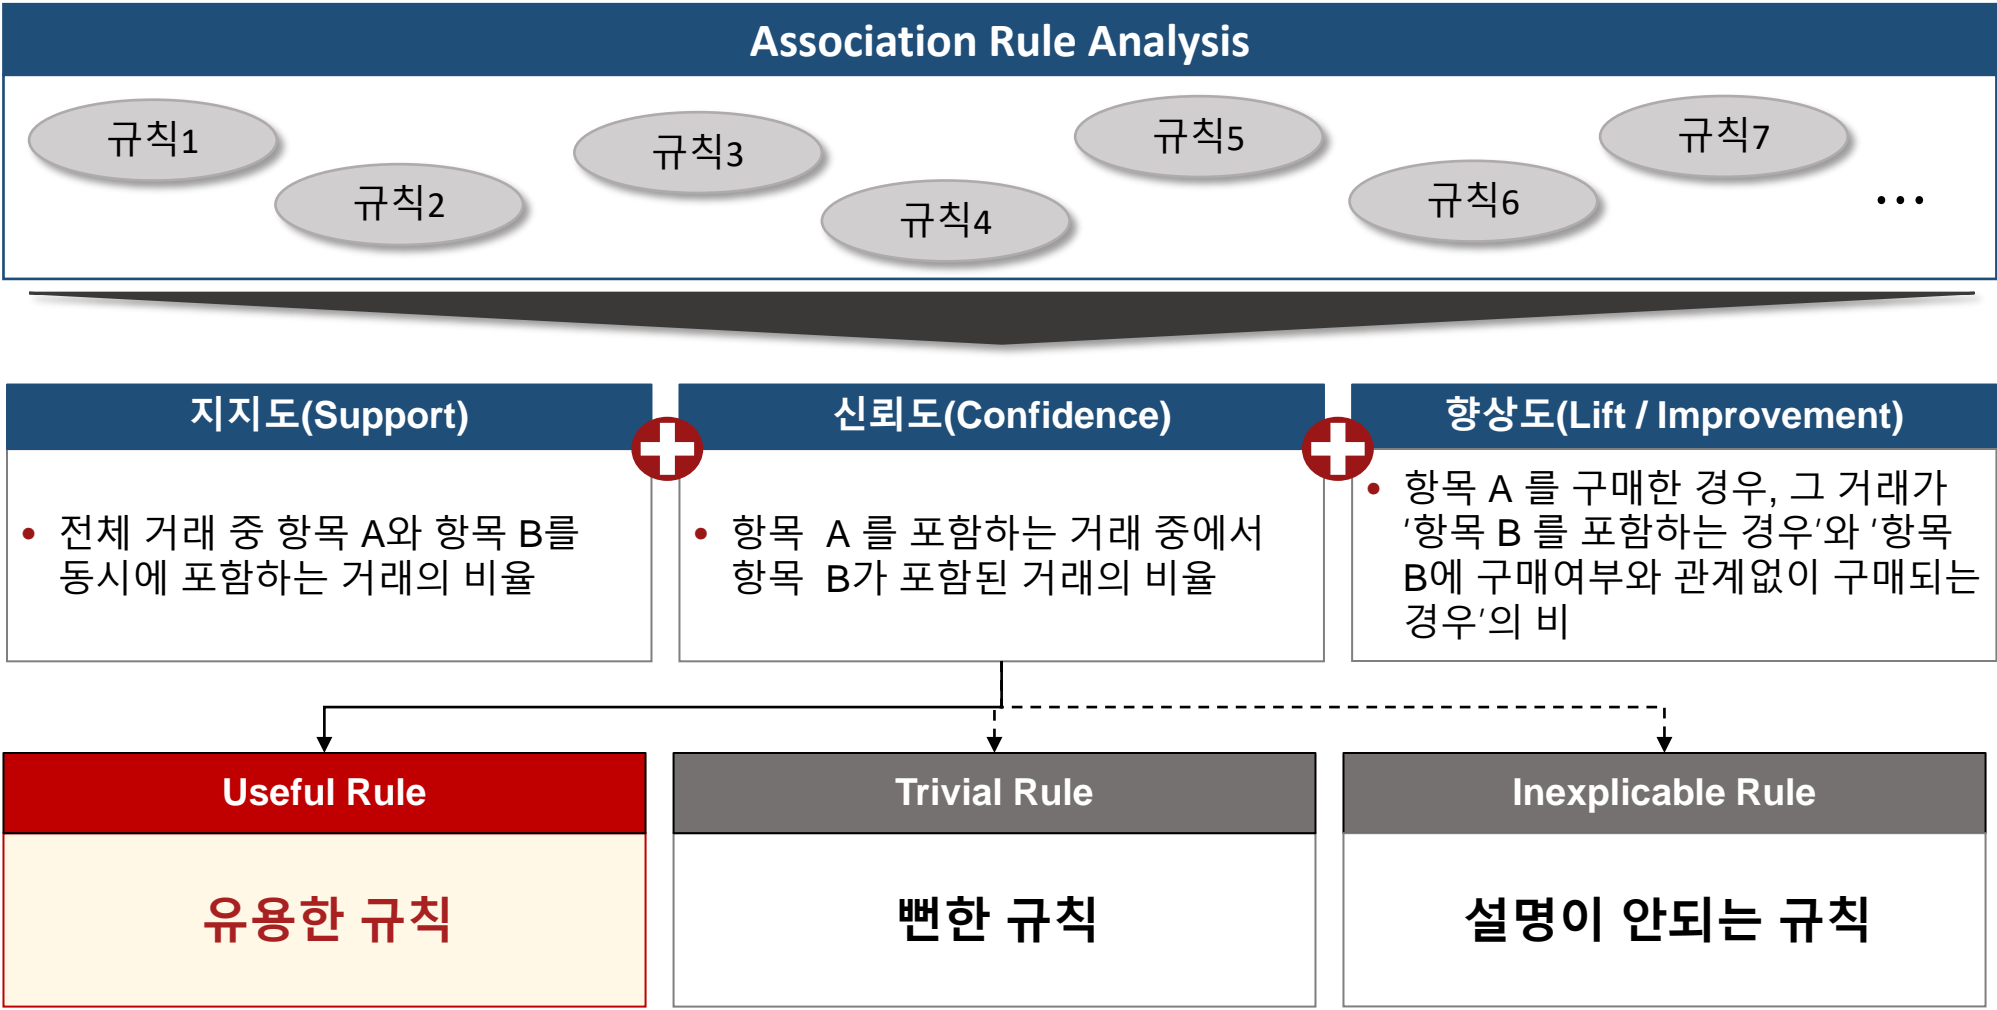 Association Rule Analysis
규칙1
규칙2
규칙3
규칙4
규칙5
규칙6
규칙7
…
지지도(Support)
• 전체 거래 중 항목 A와 항목 B를
동시에 포함하는 거래의 비율
신뢰도(Confidence)
• 항목 A 를 포함하는 거래 중에서
항목 B가 포함된 거래의 비율
향상도(Lift / Improvement)
• 항목 A 를 구매한 경우, 그 거래가
‘항목 B 를 포함하는 경우’와 ‘항목
B에 구매여부와 관계없이 구매되는
경우’의 비
Useful Rule
유용한 규칙
Trivial Rule
뻔한 규칙
Inexplicable Rule
설명이 안되는 규칙